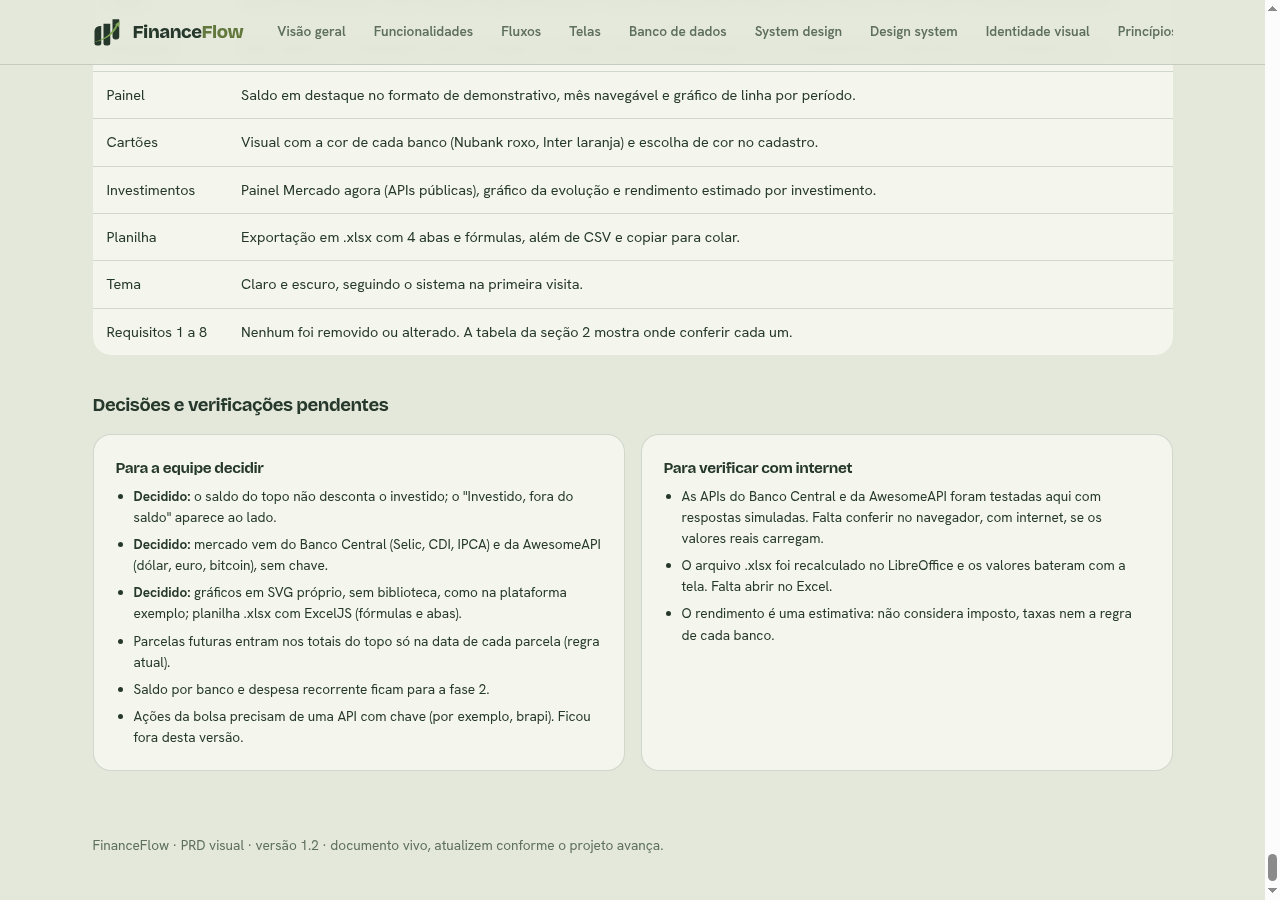 FinanceFlow
Visão geral
Funcionalidades
Fluxos
Telas
Banco de dados
System design
Design system
Identidade visual
Princípios
Painel
Saldo em destaque no formato de demonstrativo, mês navegável e gráfico de linha por período.
Cartões
Visual com a cor de cada banco (Nubank roxo, Inter laranja) e escolha de cor no cadastro.
Investimentos
Painel Mercado agora (APIs públicas), gráfico da evolução e rendimento estimado por investimento.
Planilha
Exportação em .xlsx com 4 abas e fórmulas, além de CSV e copiar para colar.
Tema
Claro e escuro, seguindo o sistema na primeira visita.
Requisitos 1 a 8
Nenhum foi removido ou alterado. A tabela da seção 2 mostra onde conferir cada um.
Decisões e verificações pendentes
Para a equipe decidir
• Decidido: o saldo do topo não desconta o investido; o "Investido, fora do
saldo" aparece ao lado.
• Decidido: mercado vem do Banco Central (Selic, CDI, IPCA) e da AwesomeAPI
(dólar, euro, bitcoin), sem chave.
• Decidido: gráficos em SVG próprio, sem biblioteca, como na plataforma
exemplo; planilha .xlsx com ExcelJS (fórmulas e abas).
• Parcelas futuras entram nos totais do topo só na data de cada parcela (regra
atual).
• Saldo por banco e despesa recorrente ficam para a fase 2.
• Ações da bolsa precisam de uma API com chave (por exemplo, brapi). Ficou
fora desta versão.
Para verificar com internet
• As APIs do Banco Central e da AwesomeAPI foram testadas aqui com
respostas simuladas. Falta conferir no navegador, com internet, se os
valores reais carregam.
• O arquivo .xlsx foi recalculado no LibreOffice e os valores bateram com a
tela. Falta abrir no Excel.
• O rendimento é uma estimativa: não considera imposto, taxas nem a regra
de cada banco.
FinanceFlow · PRD visual · versão 1.2 · documento vivo, atualizem conforme o projeto avança.